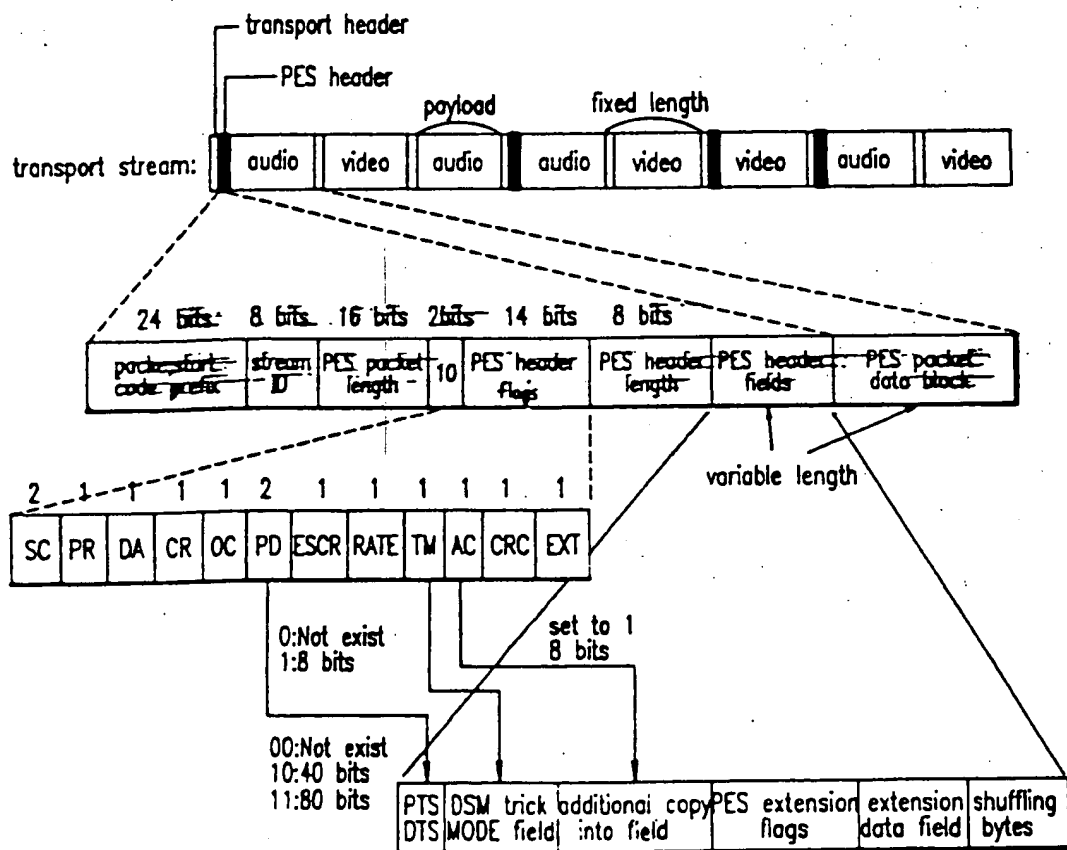 transport header
PES header
payload
fixed length
transport stream:
audio
video
audio
audio
video
video
audio
video
24 bits
8 bits
16 bits
2bits
14 bits
8 bits
stream
ID
PES packet
length
10
PES header
flags
PES header
length
PES header
fields
PES packet
data block
code prefix
variable length
2 1 1 1 1 2 1 1 1 1 1 1
SC PR DA CR OC PD ESCR RATE TM AC CRC EXT
0:Not exist
1:8 bits
set to 1
8 bits
00:Not exist
10:40 bits
11:80 bits
PTS
DTS
DSM trick
MODE field
additional copy
into field
PES extension
flags
extension
data field
shuffling
bytes